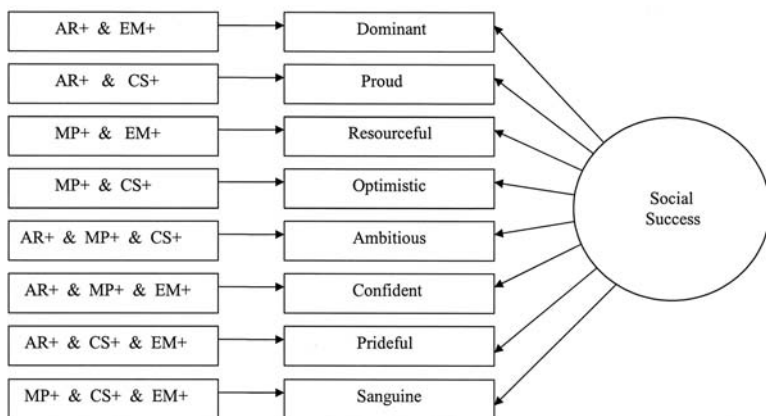 AR+ & EM+
Dominant
AR+ & CS+
Proud
MP+ & EM+
Resourceful
MP+ & CS+
Optimistic
AR+ & MP+ & CS+
Ambitious
AR+ & MP+ & EM+
Confident
AR+ & CS+ & EM+
Prideful
MP+ & CS+ & EM+
Sanguine
Social
Success